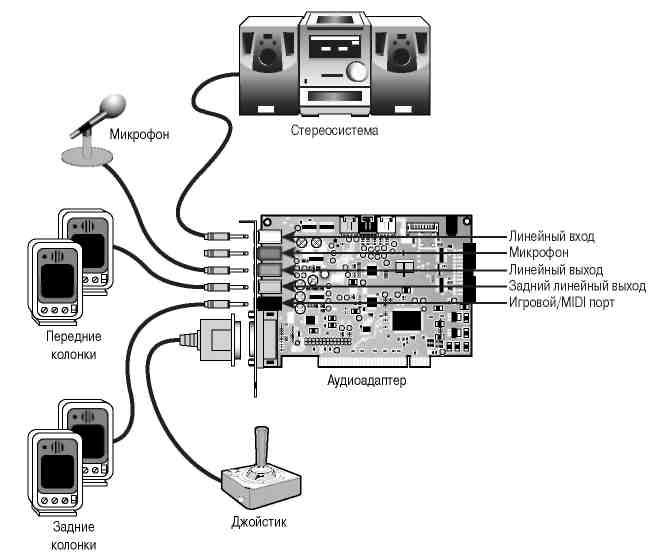 Стереосистема
Микрофон
Линейный вход
Микрофон
Линейный выход
Задний линейный выход
Игровой/MIDI порт
Передние
колонки
Аудиоадаптер
Джойстик
Задние
колонки